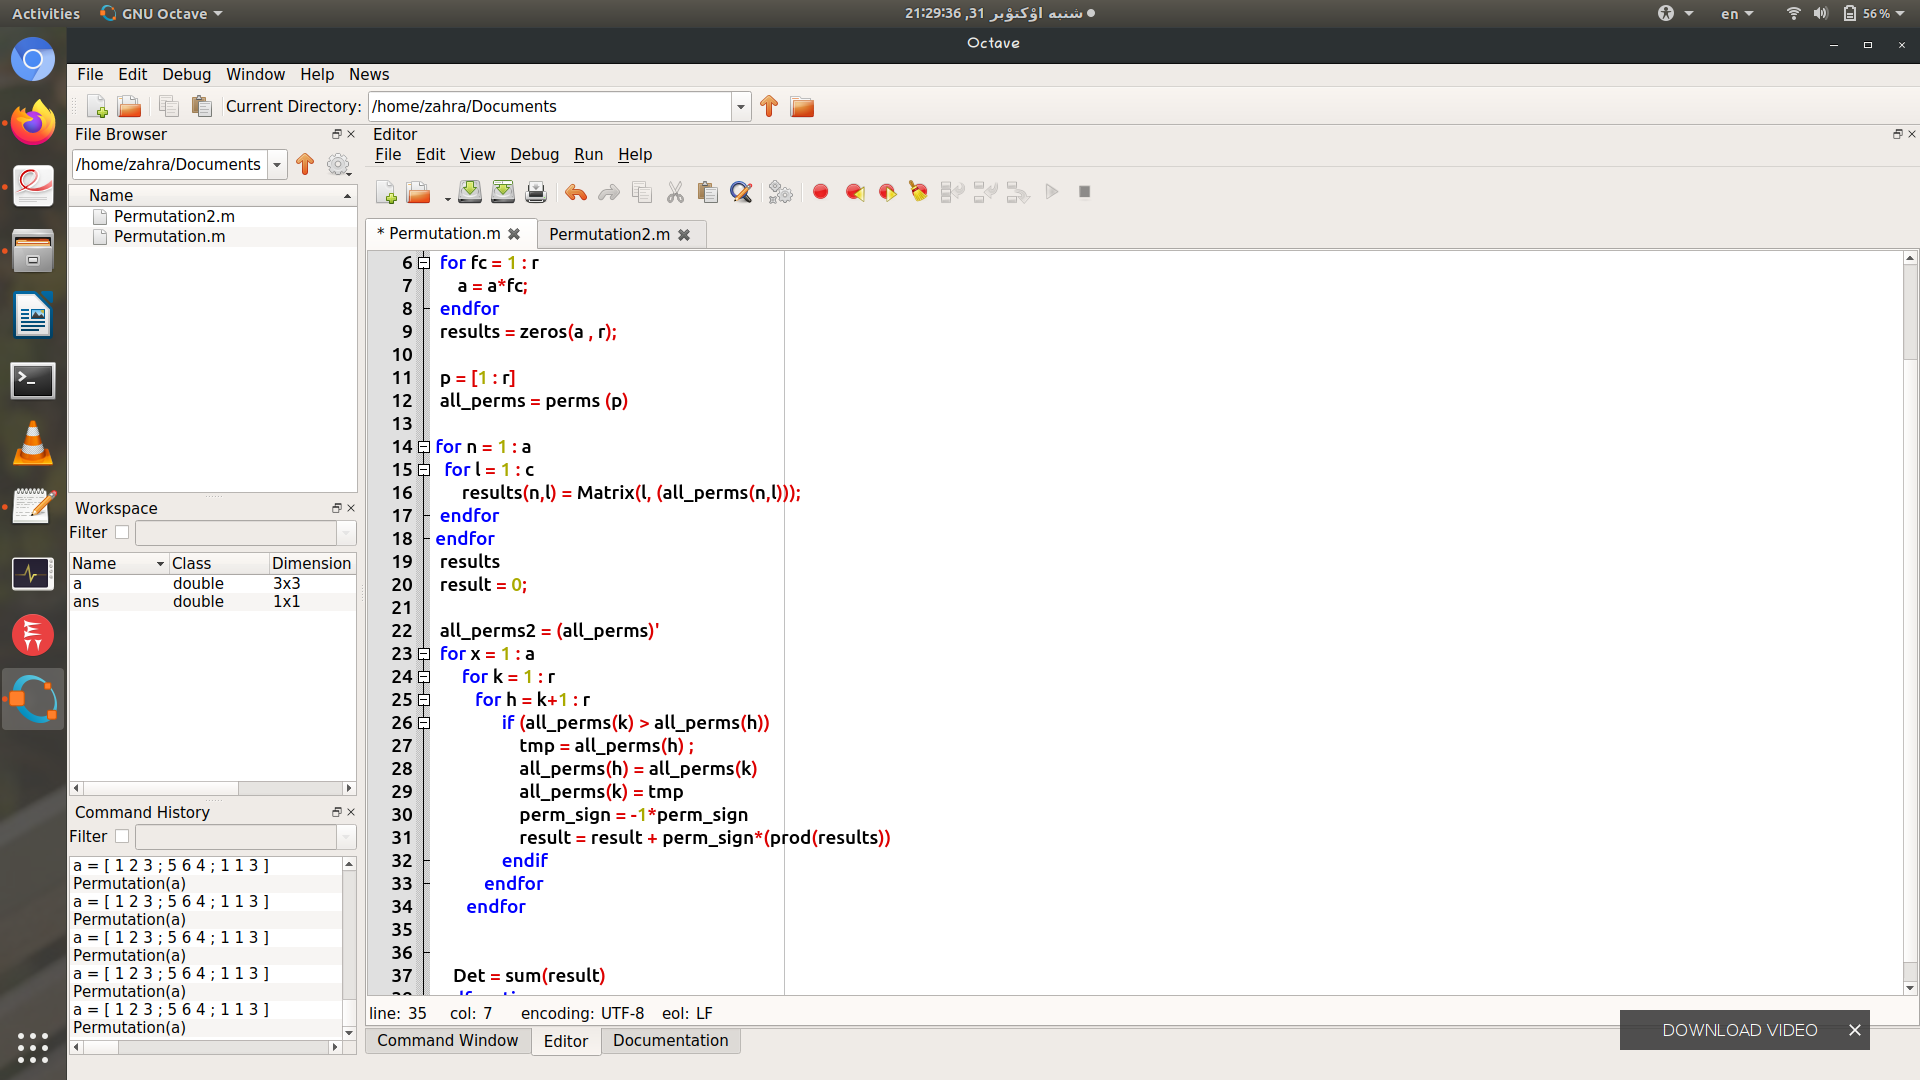 Activities
GNU Octave
شنبه اوْکتوْبر 31, 21:29:36
en
56 %
Octave
File Edit Debug Window Help News
Current Directory: /home/zahra/Documents
File Browser
/home/zahra/Documents
Name
Permutation2.m
Permutation.m
Workspace
Filter
Name Class Dimension
a double 3x3
ans double 1x1
Command History
Filter
a = [ 1 2 3 ; 5 6 4 ; 1 1 3 ]
Permutation(a)
a = [ 1 2 3 ; 5 6 4 ; 1 1 3 ]
Permutation(a)
a = [ 1 2 3 ; 5 6 4 ; 1 1 3 ]
Permutation(a)
a = [ 1 2 3 ; 5 6 4 ; 1 1 3 ]
Permutation(a)
a = [ 1 2 3 ; 5 6 4 ; 1 1 3 ]
Permutation(a)
Editor
File Edit View Debug Run Help
* Permutation.m
Permutation2.m
6 for fc = 1 : r
7 a = a*fc;
8 endfor
9 results = zeros(a , r);
10
11 p = [1 : r]
12 all_perms = perms (p)
13
14 for n = 1 : a
15 for l = 1 : c
16 results(n,l) = Matrix(l, (all_perms(n,l)));
17 endfor
18 endfor
19 results
20 result = 0;
21
22 all_perms2 = (all_perms)'
23 for x = 1 : a
24 for k = 1 : r
25 for h = k+1 : r
26 if (all_perms(k) > all_perms(h))
27 tmp = all_perms(h) ;
28 all_perms(h) = all_perms(k)
29 all_perms(k) = tmp
30 perm_sign = -1*perm_sign
31 result = result + perm_sign*(prod(results))
32 endif
33 endfor
34 endfor
35
36
37 Det = sum(result)
line: 35 col: 7 encoding: UTF-8 eol: LF
Command Window Editor Documentation
DOWNLOAD VIDEO